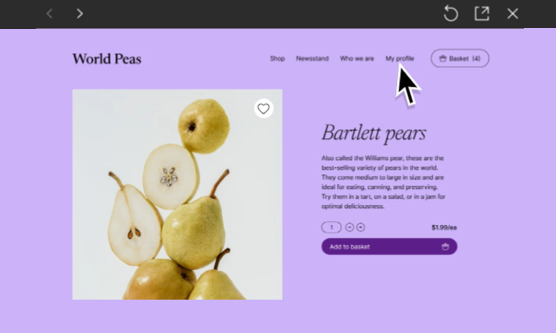 World Peas
Shop Newsstand Who we are My profile Basket (4)
Bartlett pears
Also called the Williams pear, these are the
best-selling variety of pears in the world.
They come medium to large in size and are
ideal for eating, canning, and preserving.
Try them in a tart, on a salad, or in a jam for
optimal deliciousness.
1 $1.99/ea
Add to basket